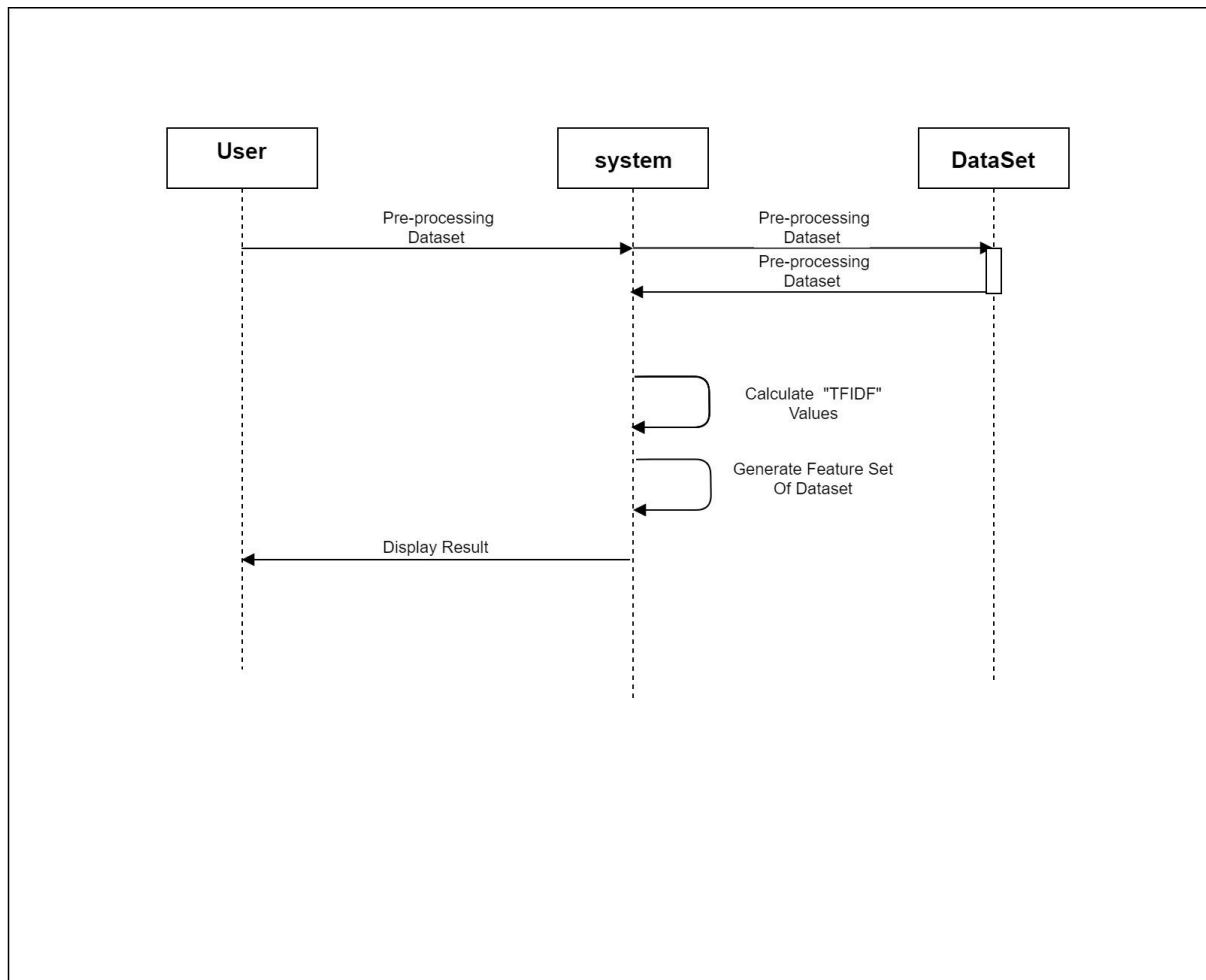 User
system
DataSet
Pre-processing
Dataset
Pre-processing
Dataset
Pre-processing
Dataset
Calculate "TFIDF"
Values
Generate Feature Set
Of Dataset
Display Result